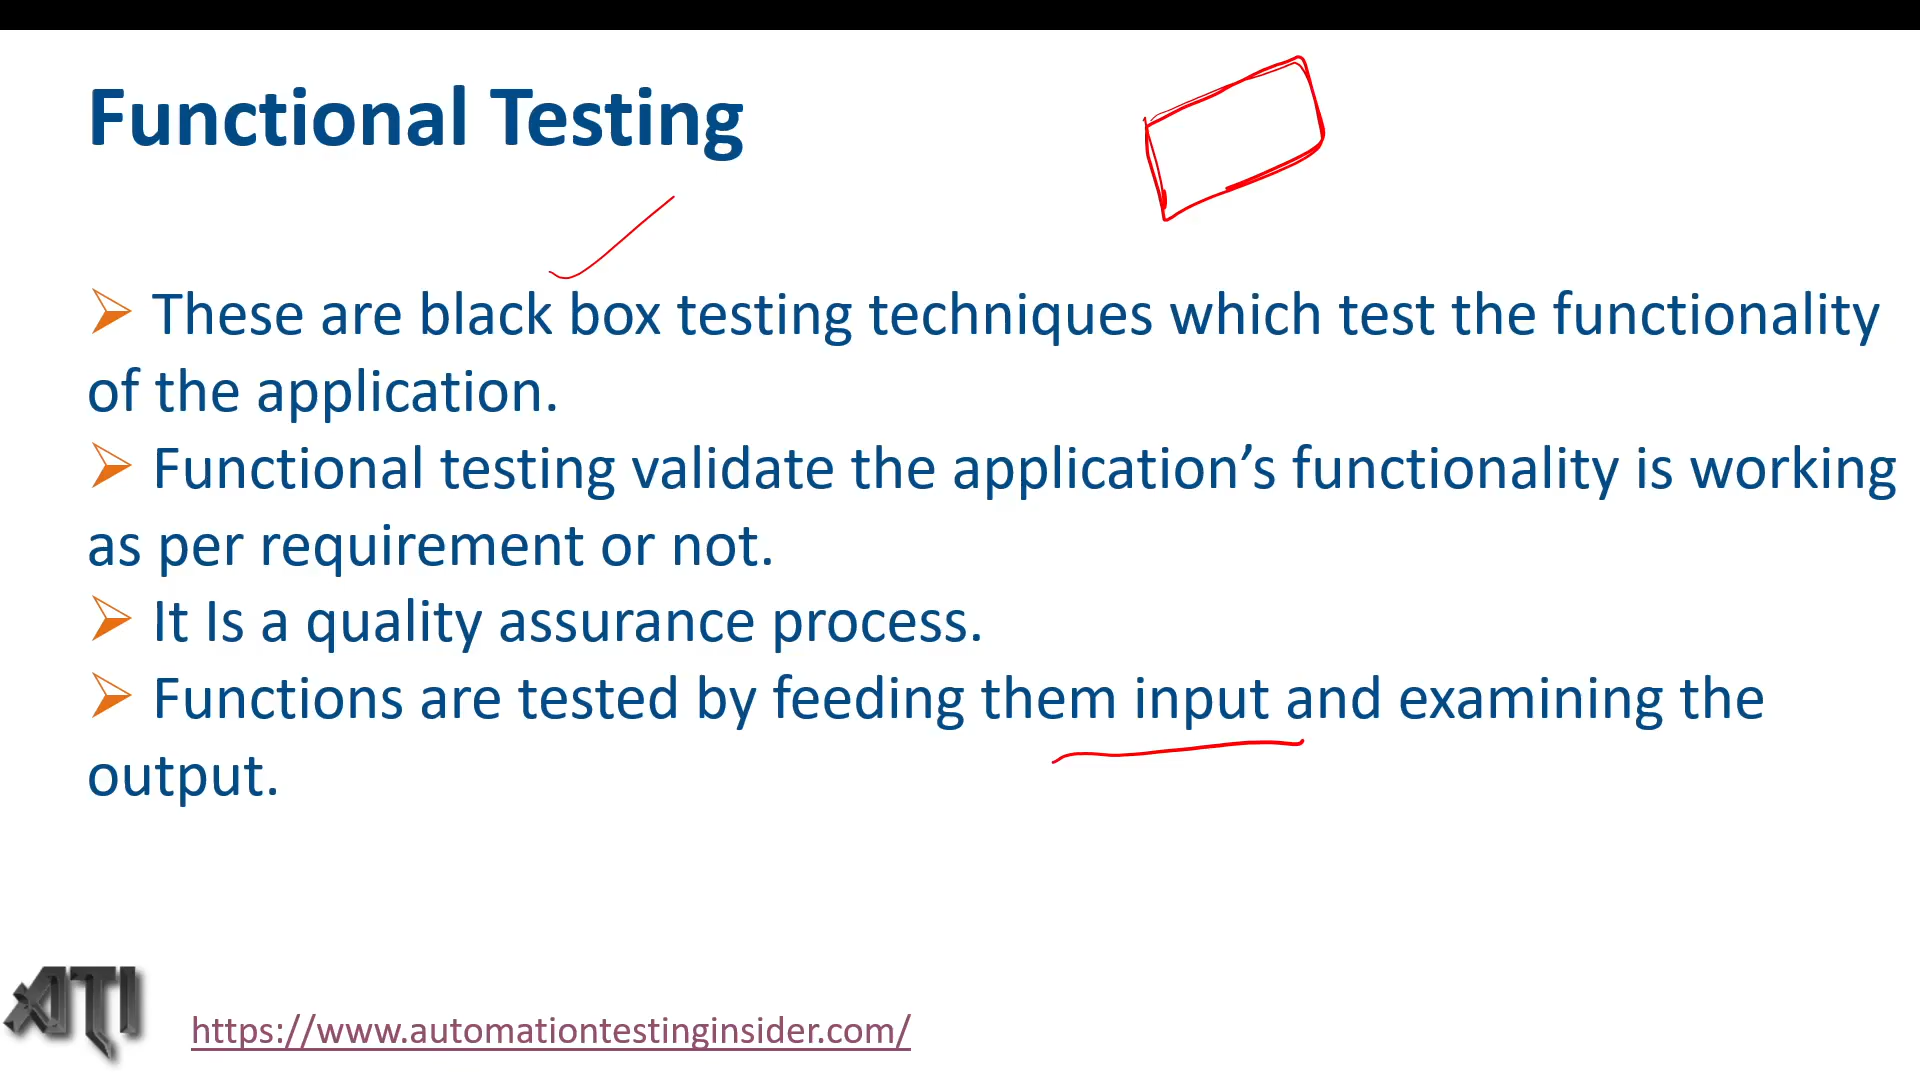 Functional Testing
These are black box testing techniques which test the functionality
of the application.
Functional testing validate the application’s functionality is working
as per requirement or not.
It Is a quality assurance process.
Functions are tested by feeding them input and examining the
output.
ATI
https://www.automationtestinginsider.com/